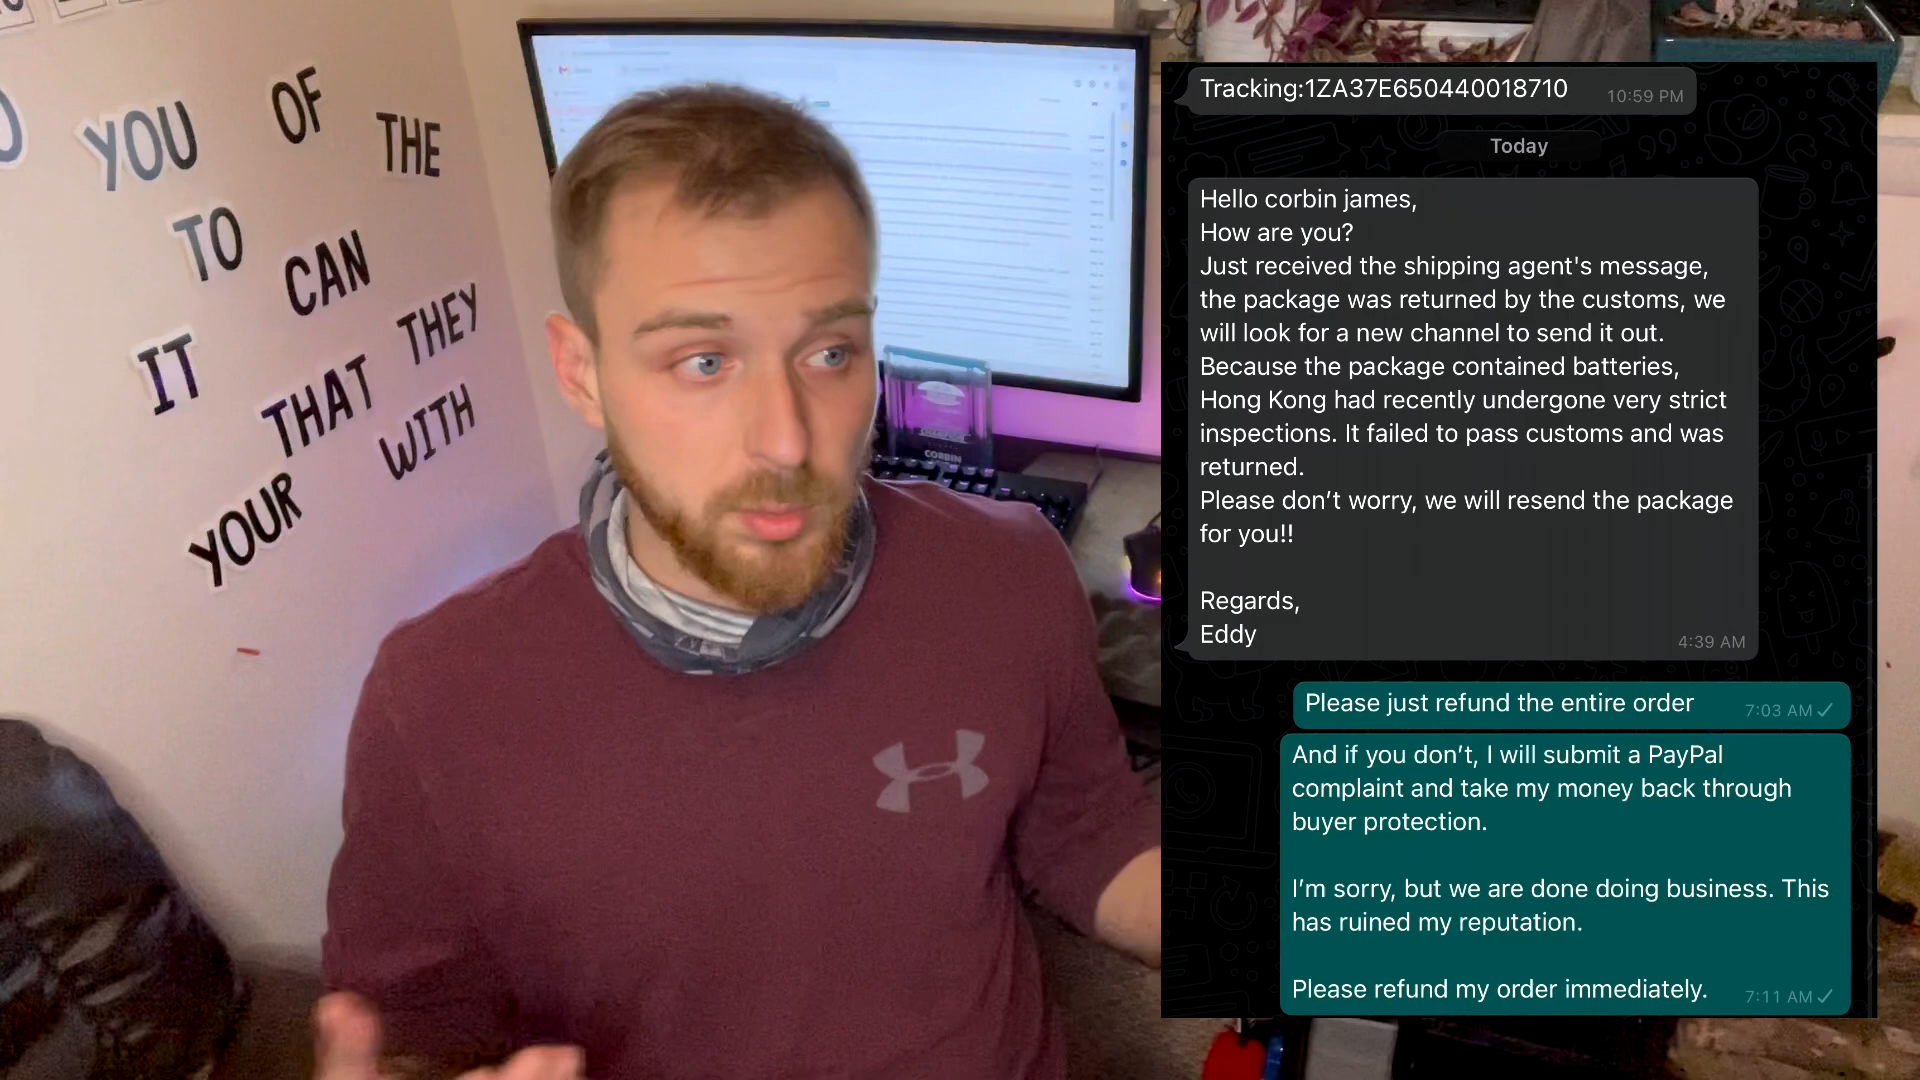 YOU OF THE
TO CAN
IT THAT THEY
YOUR WITH
CORBIN
Tracking:1ZA37E650440018710 10:59 PM
Today
Hello corbin james,
How are you?
Just received the shipping agent's message,
the package was returned by the customs, we
will look for a new channel to send it out.
Because the package contained batteries,
Hong Kong had recently undergone very strict
inspections. It failed to pass customs and was
returned.
Please don’t worry, we will resend the package
for you!!
Regards,
Eddy
4:39 AM
Please just refund the entire order 7:03 AM
And if you don’t, I will submit a PayPal
complaint and take my money back through
buyer protection.
I’m sorry, but we are done doing business. This
has ruined my reputation.
Please refund my order immediately. 7:11 AM